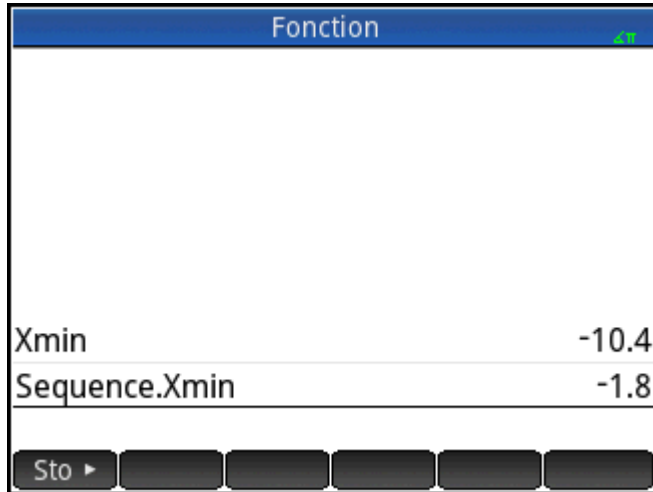 Fonction
∡π
Xmin -10.4
Sequence.Xmin -1.8
Sto ►